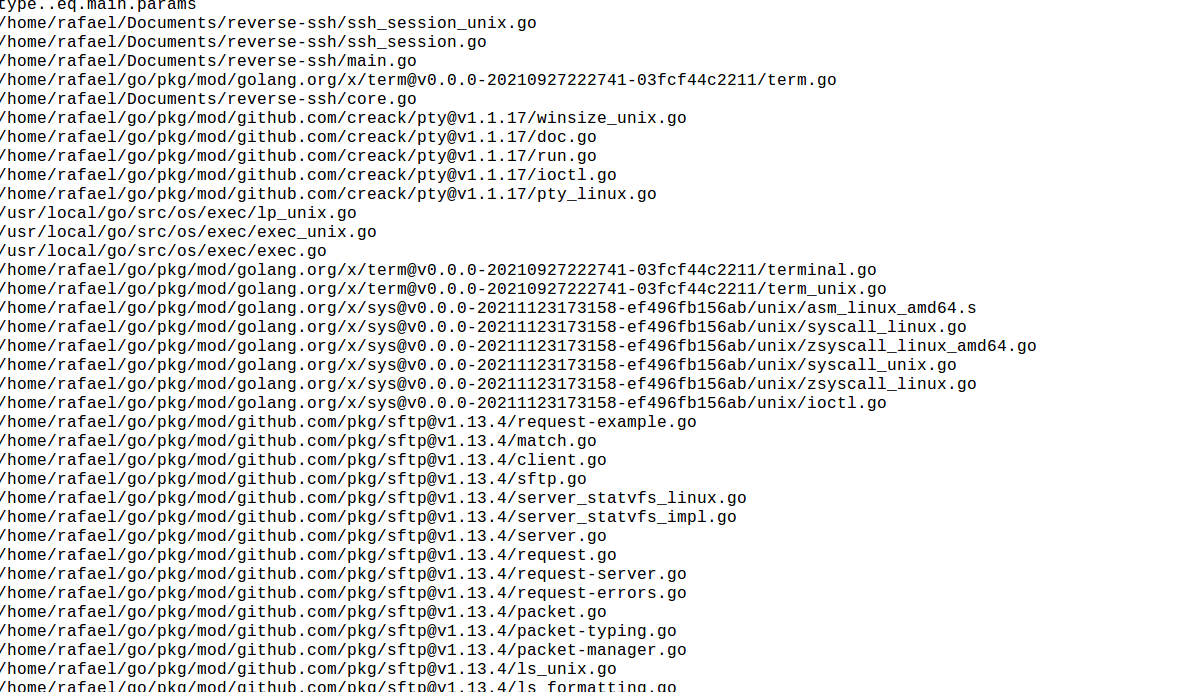 type..eq.main.params
/home/rafael/Documents/reverse-ssh/ssh_session_unix.go
/home/rafael/Documents/reverse-ssh/ssh_session.go
/home/rafael/Documents/reverse-ssh/main.go
/home/rafael/go/pkg/mod/golang.org/x/term@v0.0.0-20210927222741-03fcf44c2211/term.go
/home/rafael/Documents/reverse-ssh/core.go
/home/rafael/go/pkg/mod/github.com/creack/pty@v1.1.17/winsize_unix.go
/home/rafael/go/pkg/mod/github.com/creack/pty@v1.1.17/doc.go
/home/rafael/go/pkg/mod/github.com/creack/pty@v1.1.17/run.go
/home/rafael/go/pkg/mod/github.com/creack/pty@v1.1.17/ioctl.go
/home/rafael/go/pkg/mod/github.com/creack/pty@v1.1.17/pty_linux.go
/usr/local/go/src/os/exec/lp_unix.go
/usr/local/go/src/os/exec/exec_unix.go
/usr/local/go/src/os/exec/exec.go
/home/rafael/go/pkg/mod/golang.org/x/term@v0.0.0-20210927222741-03fcf44c2211/terminal.go
/home/rafael/go/pkg/mod/golang.org/x/term@v0.0.0-20210927222741-03fcf44c2211/term_unix.go
/home/rafael/go/pkg/mod/golang.org/x/sys@v0.0.0-20211123173158-ef496fb156ab/unix/asm_linux_amd64.s
/home/rafael/go/pkg/mod/golang.org/x/sys@v0.0.0-20211123173158-ef496fb156ab/unix/syscall_linux.go
/home/rafael/go/pkg/mod/golang.org/x/sys@v0.0.0-20211123173158-ef496fb156ab/unix/zsyscall_linux_amd64.go
/home/rafael/go/pkg/mod/golang.org/x/sys@v0.0.0-20211123173158-ef496fb156ab/unix/syscall_unix.go
/home/rafael/go/pkg/mod/golang.org/x/sys@v0.0.0-20211123173158-ef496fb156ab/unix/zsyscall_linux.go
/home/rafael/go/pkg/mod/golang.org/x/sys@v0.0.0-20211123173158-ef496fb156ab/unix/ioctl.go
/home/rafael/go/pkg/mod/github.com/pkg/sftp@v1.13.4/request-example.go
/home/rafael/go/pkg/mod/github.com/pkg/sftp@v1.13.4/match.go
/home/rafael/go/pkg/mod/github.com/pkg/sftp@v1.13.4/client.go
/home/rafael/go/pkg/mod/github.com/pkg/sftp@v1.13.4/sftp.go
/home/rafael/go/pkg/mod/github.com/pkg/sftp@v1.13.4/server_statvfs_linux.go
/home/rafael/go/pkg/mod/github.com/pkg/sftp@v1.13.4/server_statvfs_impl.go
/home/rafael/go/pkg/mod/github.com/pkg/sftp@v1.13.4/server.go
/home/rafael/go/pkg/mod/github.com/pkg/sftp@v1.13.4/request.go
/home/rafael/go/pkg/mod/github.com/pkg/sftp@v1.13.4/request-server.go
/home/rafael/go/pkg/mod/github.com/pkg/sftp@v1.13.4/request-errors.go
/home/rafael/go/pkg/mod/github.com/pkg/sftp@v1.13.4/packet.go
/home/rafael/go/pkg/mod/github.com/pkg/sftp@v1.13.4/packet-typing.go
/home/rafael/go/pkg/mod/github.com/pkg/sftp@v1.13.4/packet-manager.go
/home/rafael/go/pkg/mod/github.com/pkg/sftp@v1.13.4/ls_unix.go
/home/rafael/go/pkg/mod/github.com/pkg/sftp@v1.13.4/ls_formatting.go